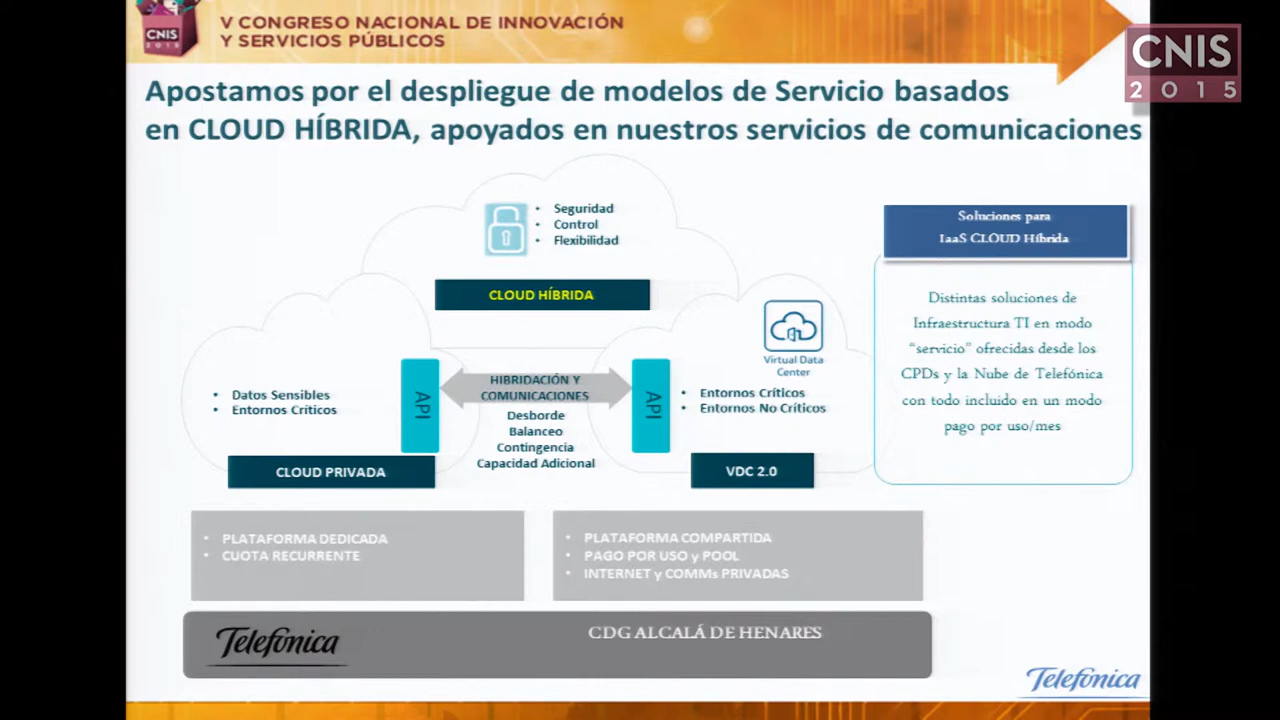 CNIS
2015
V CONGRESO NACIONAL DE INNOVACIÓN
Y SERVICIOS PÚBLICOS
CNIS
2015
Apostamos por el despliegue de modelos de Servicio basados
en CLOUD HÍBRIDA, apoyados en nuestros servicios de comunicaciones
• Seguridad
• Control
• Flexibilidad
CLOUD HÍBRIDA
Soluciones para
IaaS CLOUD Híbrida
Distintas soluciones de
Infraestructura TI en modo
“servicio” ofrecidas desde los
CPDs y la Nube de Telefónica
con todo incluido en un modo
pago por uso/mes
• Datos Sensibles
• Entornos Críticos
API
HIBRIDACIÓN Y
COMUNICACIONES
Desborde
Balanceo
Contingencia
Capacidad Adicional
API
Virtual Data
Center
• Entornos Críticos
• Entornos No Críticos
CLOUD PRIVADA
VDC 2.0
• PLATAFORMA DEDICADA
• CUOTA RECURRENTE
• PLATAFORMA COMPARTIDA
• PAGO POR USO y POOL
• INTERNET y COMMs PRIVADAS
Telefónica
CDG ALCALÁ DE HENARES
Telefónica